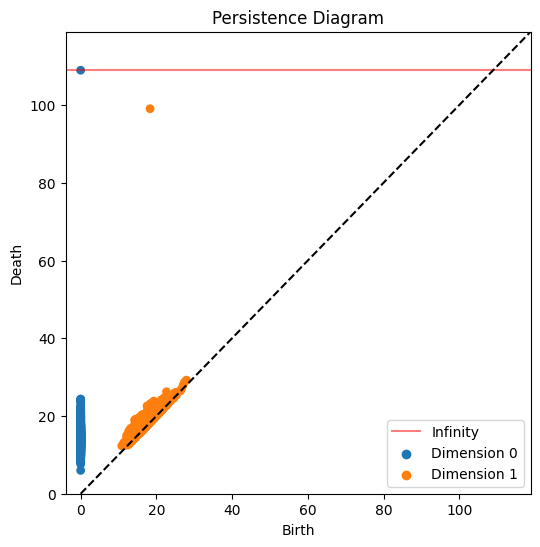 Persistence Diagram
Death
100
80
60
40
20
0
Infinity
Dimension 0
Dimension 1
0 20 40 60 80 100
Birth